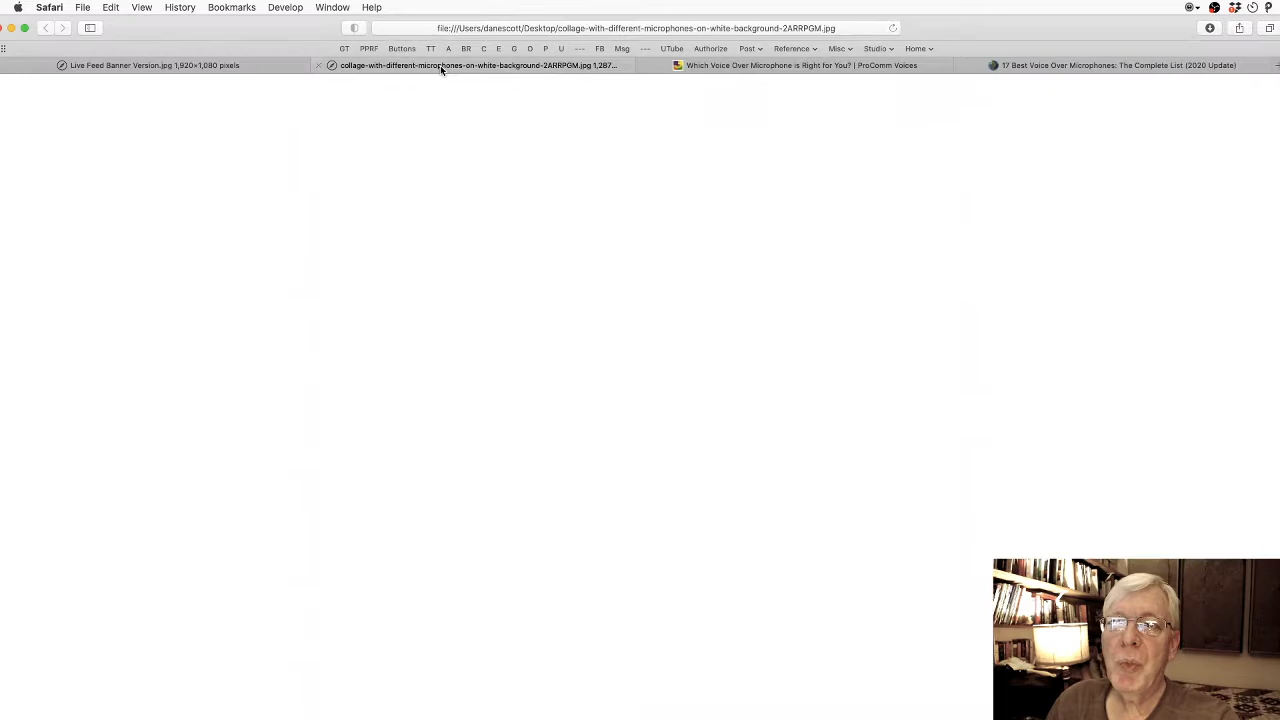 Safari File Edit View History Bookmarks Develop Window Help
file:///Users/danescott/Desktop/collage-with-different-microphones-on-white-background-2ARRPGM.jpg
GT PPRF Buttons TT A BR C E G O P U --- FB Msg --- UTube Authorize Post Reference Misc Studio Home
Live Feed Banner Version.jpg 1,920×1,080 pixels
collage-with-different-microphones-on-white-background-2ARRPGM.jpg 1,287...
Which Voice Over Microphone is Right for You? | ProComm Voices
17 Best Voice Over Microphones: The Complete List (2020 Update)